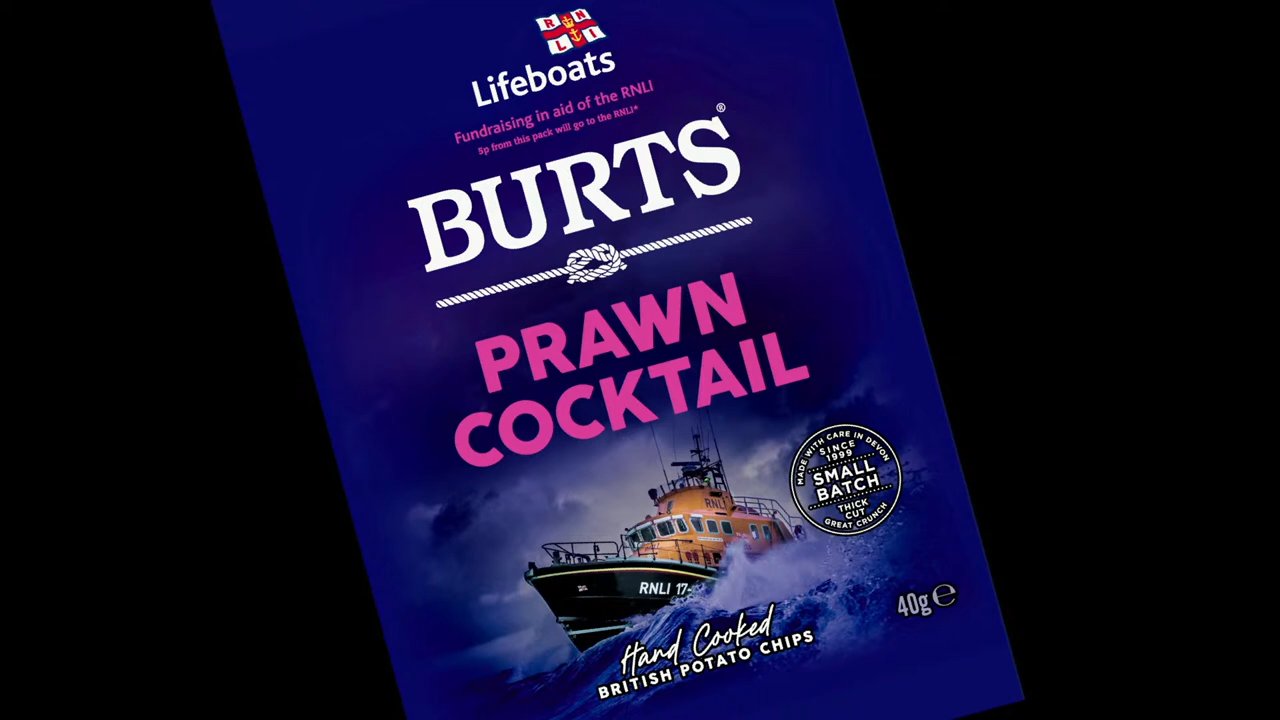 R N
L I
Lifeboats
Fundraising in aid of the RNLI
5p from this pack will go to the RNLI*
BURTS®
PRAWN
COCKTAIL
MADE WITH CARE IN DEVON
SINCE
1999
SMALL
BATCH
THICK
CUT
GREAT CRUNCH
RNLI
RNLI 17-
40g ℮
Hand Cooked
BRITISH POTATO CHIPS